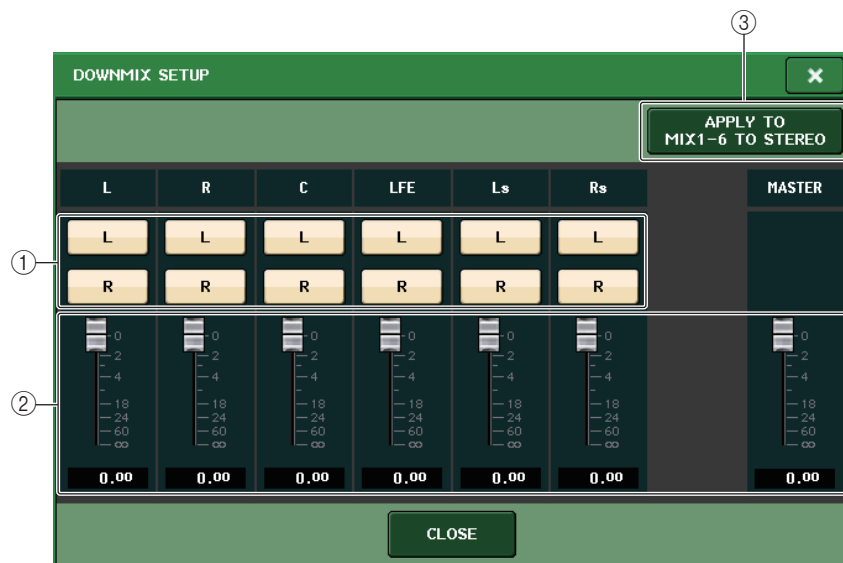 ③
DOWNMIX SETUP
×
APPLY TO
MIX1-6 TO STEREO
L R C LFE Ls Rs MASTER
①
L L L L L L
R R R R R R
②
0 0 0 0 0 0 0
2 2 2 2 2 2 2
4 4 4 4 4 4 4
18 18 18 18 18 18 18
24 24 24 24 24 24 24
60 60 60 60 60 60 60
∞ ∞ ∞ ∞ ∞ ∞ ∞
0.00 0.00 0.00 0.00 0.00 0.00 0.00
CLOSE